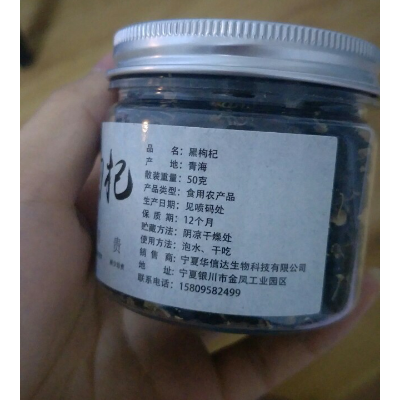 杞
费
品 名：黑枸杞
产 地：青海
散装重量：50克
产品类型：食用农产品
生产日期：见喷码处
保 质 期：12个月
贮藏方法：阴凉干燥处
使用方法：泡水、干吃
销 售 商：宁夏华信达生物科技有限公司
地 址：宁夏银川市金凤工业园区
联系电话：15809582499